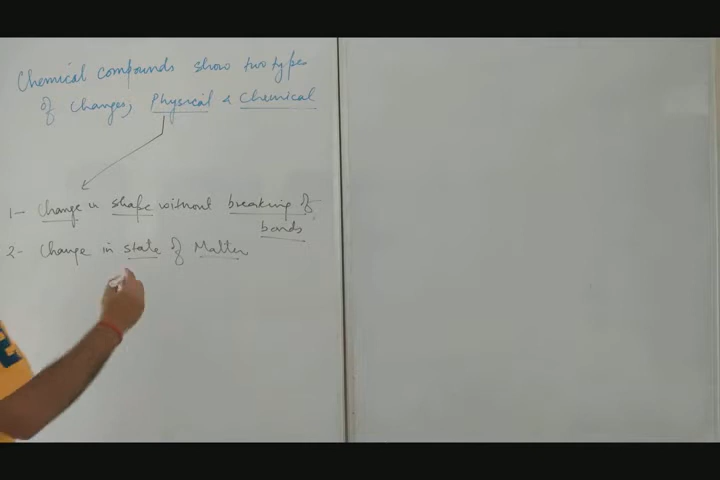 Chemical compounds show two type
of changes; Physical & Chemical
1- Change in shape without breaking of
bonds
2- Change in state of Matter